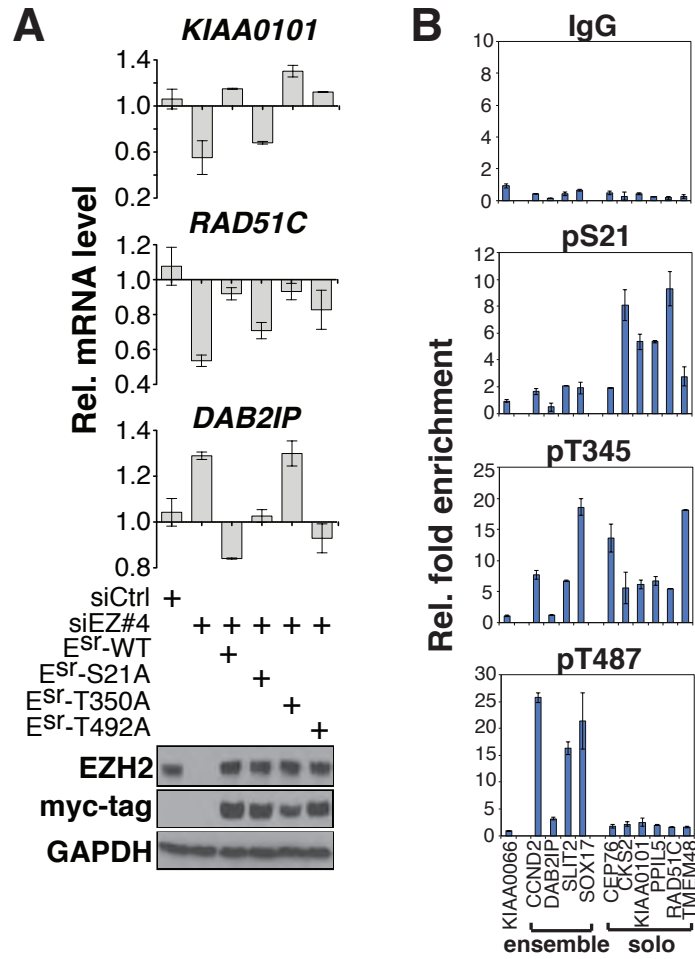 A
KIAA0101
1.4
1.0
0.6
0.2
RAD51C
1.2
1.0
0.8
0.6
0.4
DAB2IP
1.4
1.2
1.0
0.8
Rel. mRNA level
siCtrl +
siEZ#4 + + + + +
Esr-WT +
Esr-S21A +
Esr-T350A +
Esr-T492A +
EZH2
myc-tag
GAPDH
B
IgG
10
8
6
4
2
0
pS21
12
10
8
6
4
2
0
pT345
25
20
15
10
5
0
pT487
30
25
20
15
10
5
0
Rel. fold enrichment
KIAA0066
CCND2
DAB2IP
SLIT2
SOX17
CEP76
CKS2
KIAA0101
PPIL5
RAD51C
TMEM48
ensemble solo